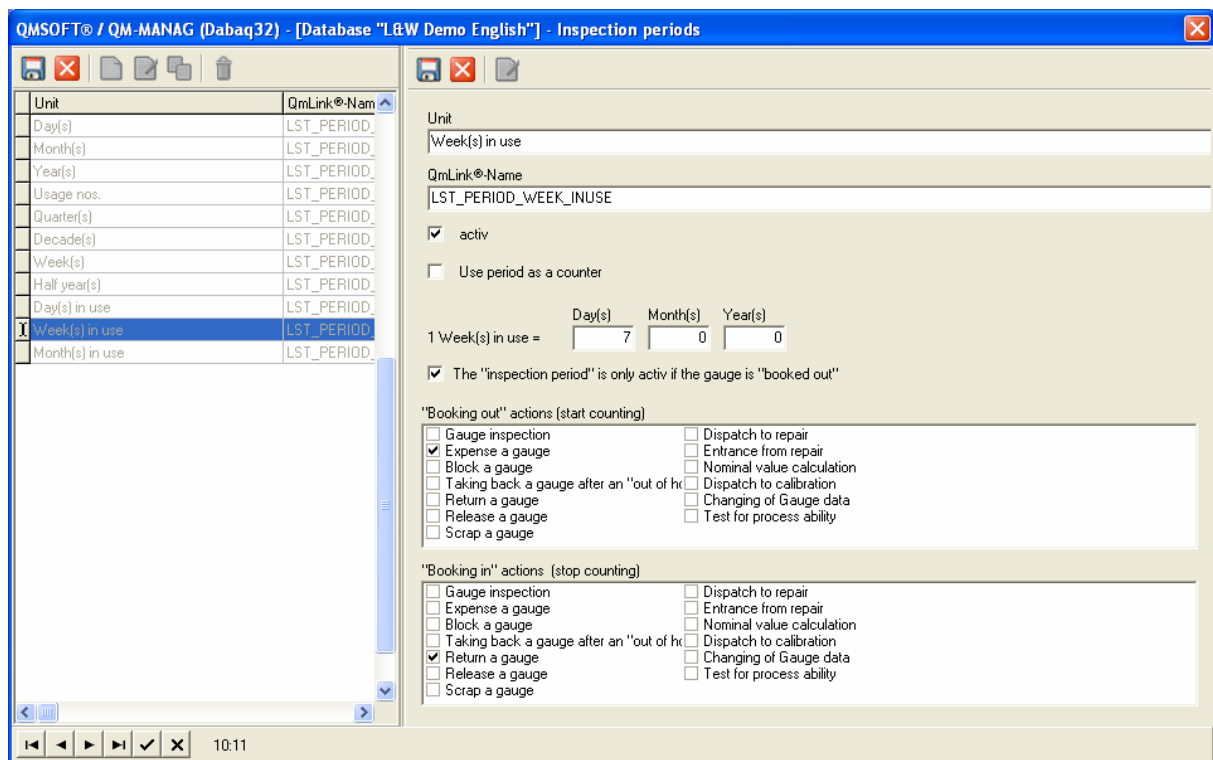 QMSOFT® / QM-MANAG (Dabaq32) - [Database "L&W Demo English"] - Inspection periods
Unit QmLink®-Nam
Day(s) LST_PERIOD_
Month(s) LST_PERIOD_
Year(s) LST_PERIOD_
Usage nos. LST_PERIOD_
Quarter(s) LST_PERIOD_
Decade(s) LST_PERIOD_
Week(s) LST_PERIOD_
Half year(s) LST_PERIOD_
Day(s) in use LST_PERIOD_
Week(s) in use LST_PERIOD_
Month(s) in use LST_PERIOD_
Unit
Week(s) in use
QmLink®-Name
LST_PERIOD_WEEK_INUSE
activ
Use period as a counter
Day(s) Month(s) Year(s)
1 Week(s) in use = 7 0 0
The "inspection period" is only activ if the gauge is "booked out"
"Booking out" actions (start counting)
Gauge inspection Dispatch to repair
Expense a gauge Entrance from repair
Block a gauge Nominal value calculation
Taking back a gauge after an "out of ho Dispatch to calibration
Return a gauge Changing of Gauge data
Release a gauge Test for process ability
Scrap a gauge
"Booking in" actions (stop counting)
Gauge inspection Dispatch to repair
Expense a gauge Entrance from repair
Block a gauge Nominal value calculation
Taking back a gauge after an "out of ho Dispatch to calibration
Return a gauge Changing of Gauge data
Release a gauge Test for process ability
Scrap a gauge
10:11